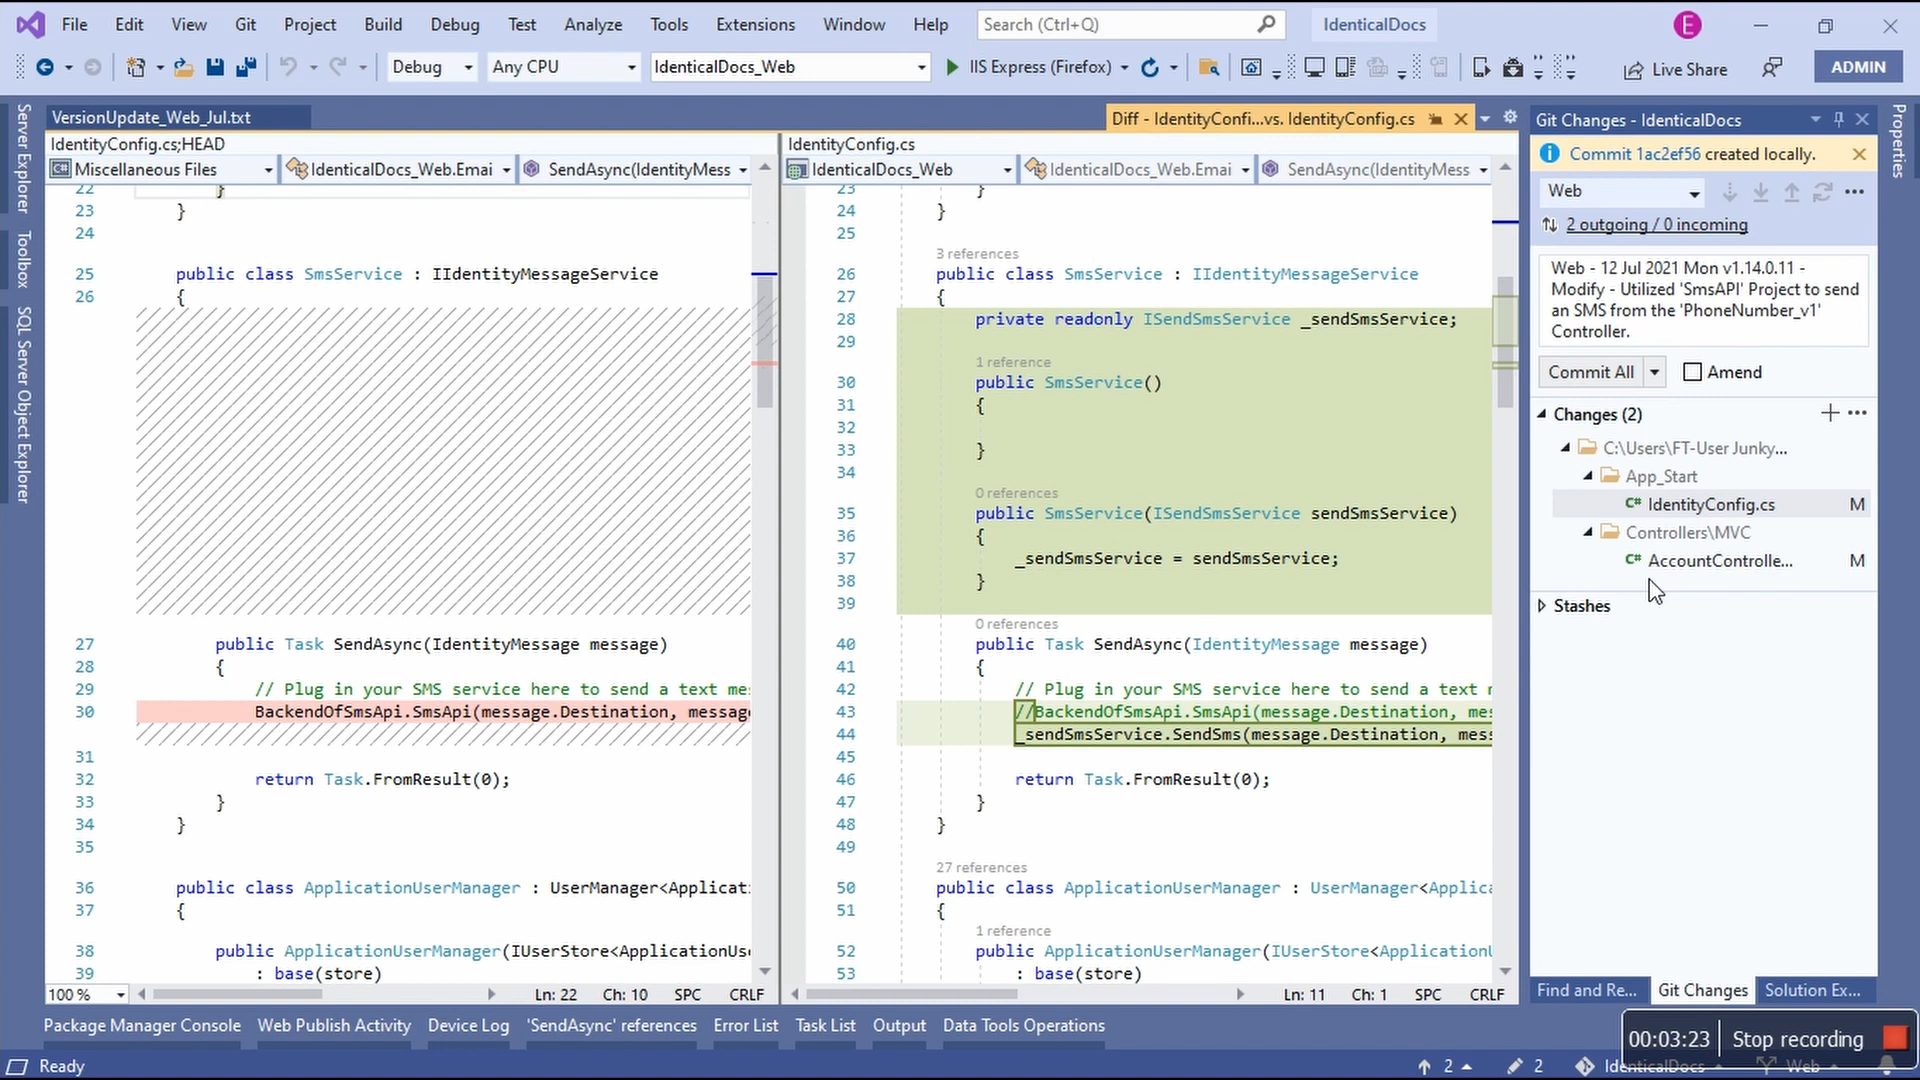 File Edit View Git Project Build Debug Test Analyze Tools Extensions Window Help Search (Ctrl+Q) IdenticalDocs E
Debug Any CPU IdenticalDocs_Web IIS Express (Firefox) Live Share ADMIN
Server Explorer
Toolbox
SQL Server Object Explorer
VersionUpdate_Web_Jul.txt
Diff - IdentityConfi...vs. IdentityConfig.cs
IdentityConfig.cs;HEAD
Miscellaneous Files IdenticalDocs_Web.Emai SendAsync(IdentityMess
22 }
23 }
24
25 public class SmsService : IIdentityMessageService
26 {
27 public Task SendAsync(IdentityMessage message)
28 {
29 // Plug in your SMS service here to send a text me
30 BackendOfSmsApi.SmsApi(message.Destination, message
31
32 return Task.FromResult(0);
33 }
34 }
35
36 public class ApplicationUserManager : UserManager<Applicat
37 {
38 public ApplicationUserManager(IUserStore<ApplicationUs
39 : base(store)
100 % Ln: 22 Ch: 10 SPC CRLF
IdentityConfig.cs
IdenticalDocs_Web IdenticalDocs_Web.Emai SendAsync(IdentityMess
23 }
24 }
25
3 references
26 public class SmsService : IIdentityMessageService
27 {
28 private readonly ISendSmsService _sendSmsService;
29
1 reference
30 public SmsService()
31 {
32
33 }
34
0 references
35 public SmsService(ISendSmsService sendSmsService)
36 {
37 _sendSmsService = sendSmsService;
38 }
39
0 references
40 public Task SendAsync(IdentityMessage message)
41 {
42 // Plug in your SMS service here to send a text
43 //BackendOfSmsApi.SmsApi(message.Destination, mes
44 _sendSmsService.SendSms(message.Destination, mess
45
46 return Task.FromResult(0);
47 }
48 }
49
27 references
50 public class ApplicationUserManager : UserManager<Applica
51 {
1 reference
52 public ApplicationUserManager(IUserStore<Application
53 : base(store)
Ln: 11 Ch: 1 SPC CRLF
Git Changes - IdenticalDocs
Commit 1ac2ef56 created locally.
Web
2 outgoing / 0 incoming
Web - 12 Jul 2021 Mon v1.14.0.11 -
Modify - Utilized 'SmsAPI' Project to send
an SMS from the 'PhoneNumber_v1'
Controller.
Commit All Amend
Changes (2)
C:\Users\FT-User Junky...
App_Start
C# IdentityConfig.cs M
Controllers\MVC
C# AccountControlle... M
Stashes
Find and Re... Git Changes Solution Ex...
Properties
Package Manager Console Web Publish Activity Device Log 'SendAsync' references Error List Task List Output Data Tools Operations
00:03:23 Stop recording
Ready 2 2 IdenticalDocs Web